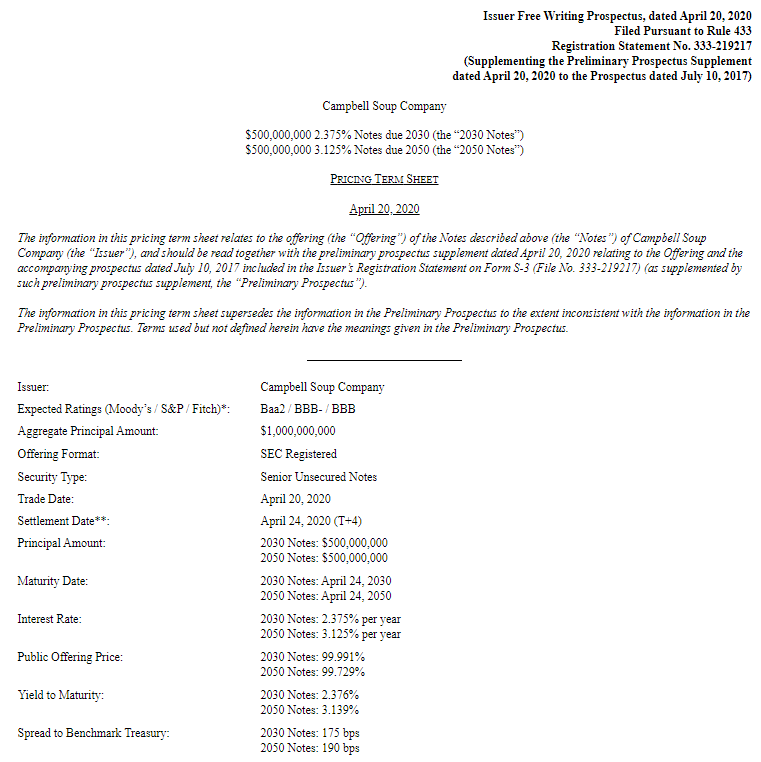 Issuer Free Writing Prospectus, dated April 20, 2020
Filed Pursuant to Rule 433
Registration Statement No. 333-219217
(Supplementing the Preliminary Prospectus Supplement
dated April 20, 2020 to the Prospectus dated July 10, 2017)
Campbell Soup Company
$500,000,000 2.375% Notes due 2030 (the “2030 Notes”)
$500,000,000 3.125% Notes due 2050 (the “2050 Notes”)
PRICING TERM SHEET
April 20, 2020
The information in this pricing term sheet relates to the offering (the “Offering”) of the Notes described above (the “Notes”) of Campbell Soup
Company (the “Issuer”), and should be read together with the preliminary prospectus supplement dated April 20, 2020 relating to the Offering and the
accompanying prospectus dated July 10, 2017 included in the Issuer’s Registration Statement on Form S-3 (File No. 333-219217) (as supplemented by
such preliminary prospectus supplement, the “Preliminary Prospectus”).
The information in this pricing term sheet supersedes the information in the Preliminary Prospectus to the extent inconsistent with the information in the
Preliminary Prospectus. Terms used but not defined herein have the meanings given in the Preliminary Prospectus.
Issuer: Campbell Soup Company
Expected Ratings (Moody’s / S&P / Fitch)*: Baa2 / BBB- / BBB
Aggregate Principal Amount: $1,000,000,000
Offering Format: SEC Registered
Security Type: Senior Unsecured Notes
Trade Date: April 20, 2020
Settlement Date**: April 24, 2020 (T+4)
Principal Amount: 2030 Notes: $500,000,000
2050 Notes: $500,000,000
Maturity Date: 2030 Notes: April 24, 2030
2050 Notes: April 24, 2050
Interest Rate: 2030 Notes: 2.375% per year
2050 Notes: 3.125% per year
Public Offering Price: 2030 Notes: 99.991%
2050 Notes: 99.729%
Yield to Maturity: 2030 Notes: 2.376%
2050 Notes: 3.139%
Spread to Benchmark Treasury: 2030 Notes: 175 bps
2050 Notes: 190 bps